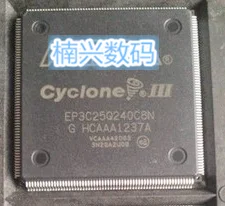 楠兴数码
Cyclone III
EP3C25Q240C8N
G HCAAA1237A